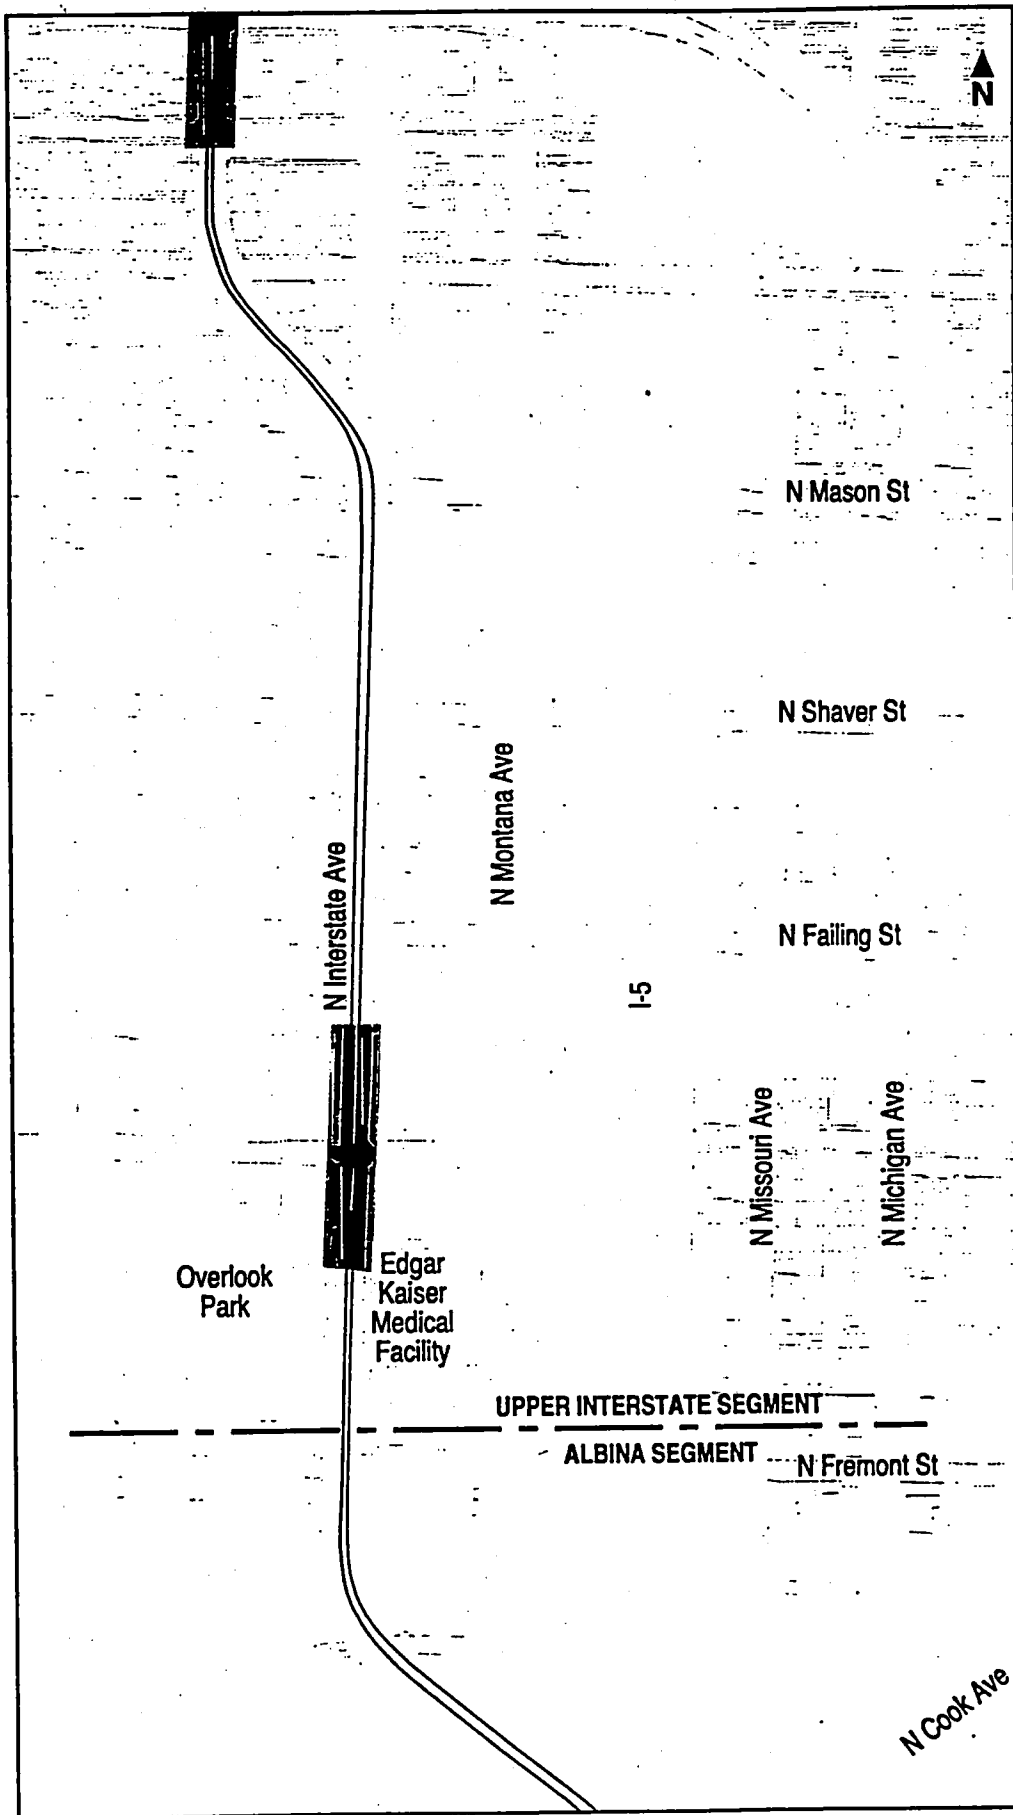 N
N Mason St
N Shaver St
N Montana Ave
N Interstate Ave
N Failing St
I-5
N Missouri Ave
N Michigan Ave
Overlook
Park
Edgar
Kaiser
Medical
Facility
UPPER INTERSTATE SEGMENT
ALBINA SEGMENT
N Fremont St
N Cook Ave